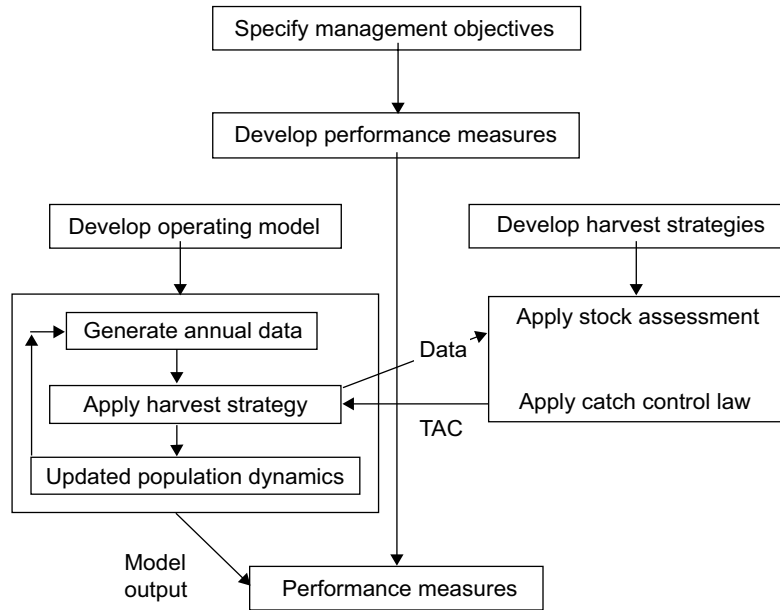 Specify management objectives
Develop performance measures
Develop operating model
Develop harvest strategies
Generate annual data
Apply stock assessment
Data
Apply harvest strategy
Apply catch control law
TAC
Updated population dynamics
Model
output
Performance measures